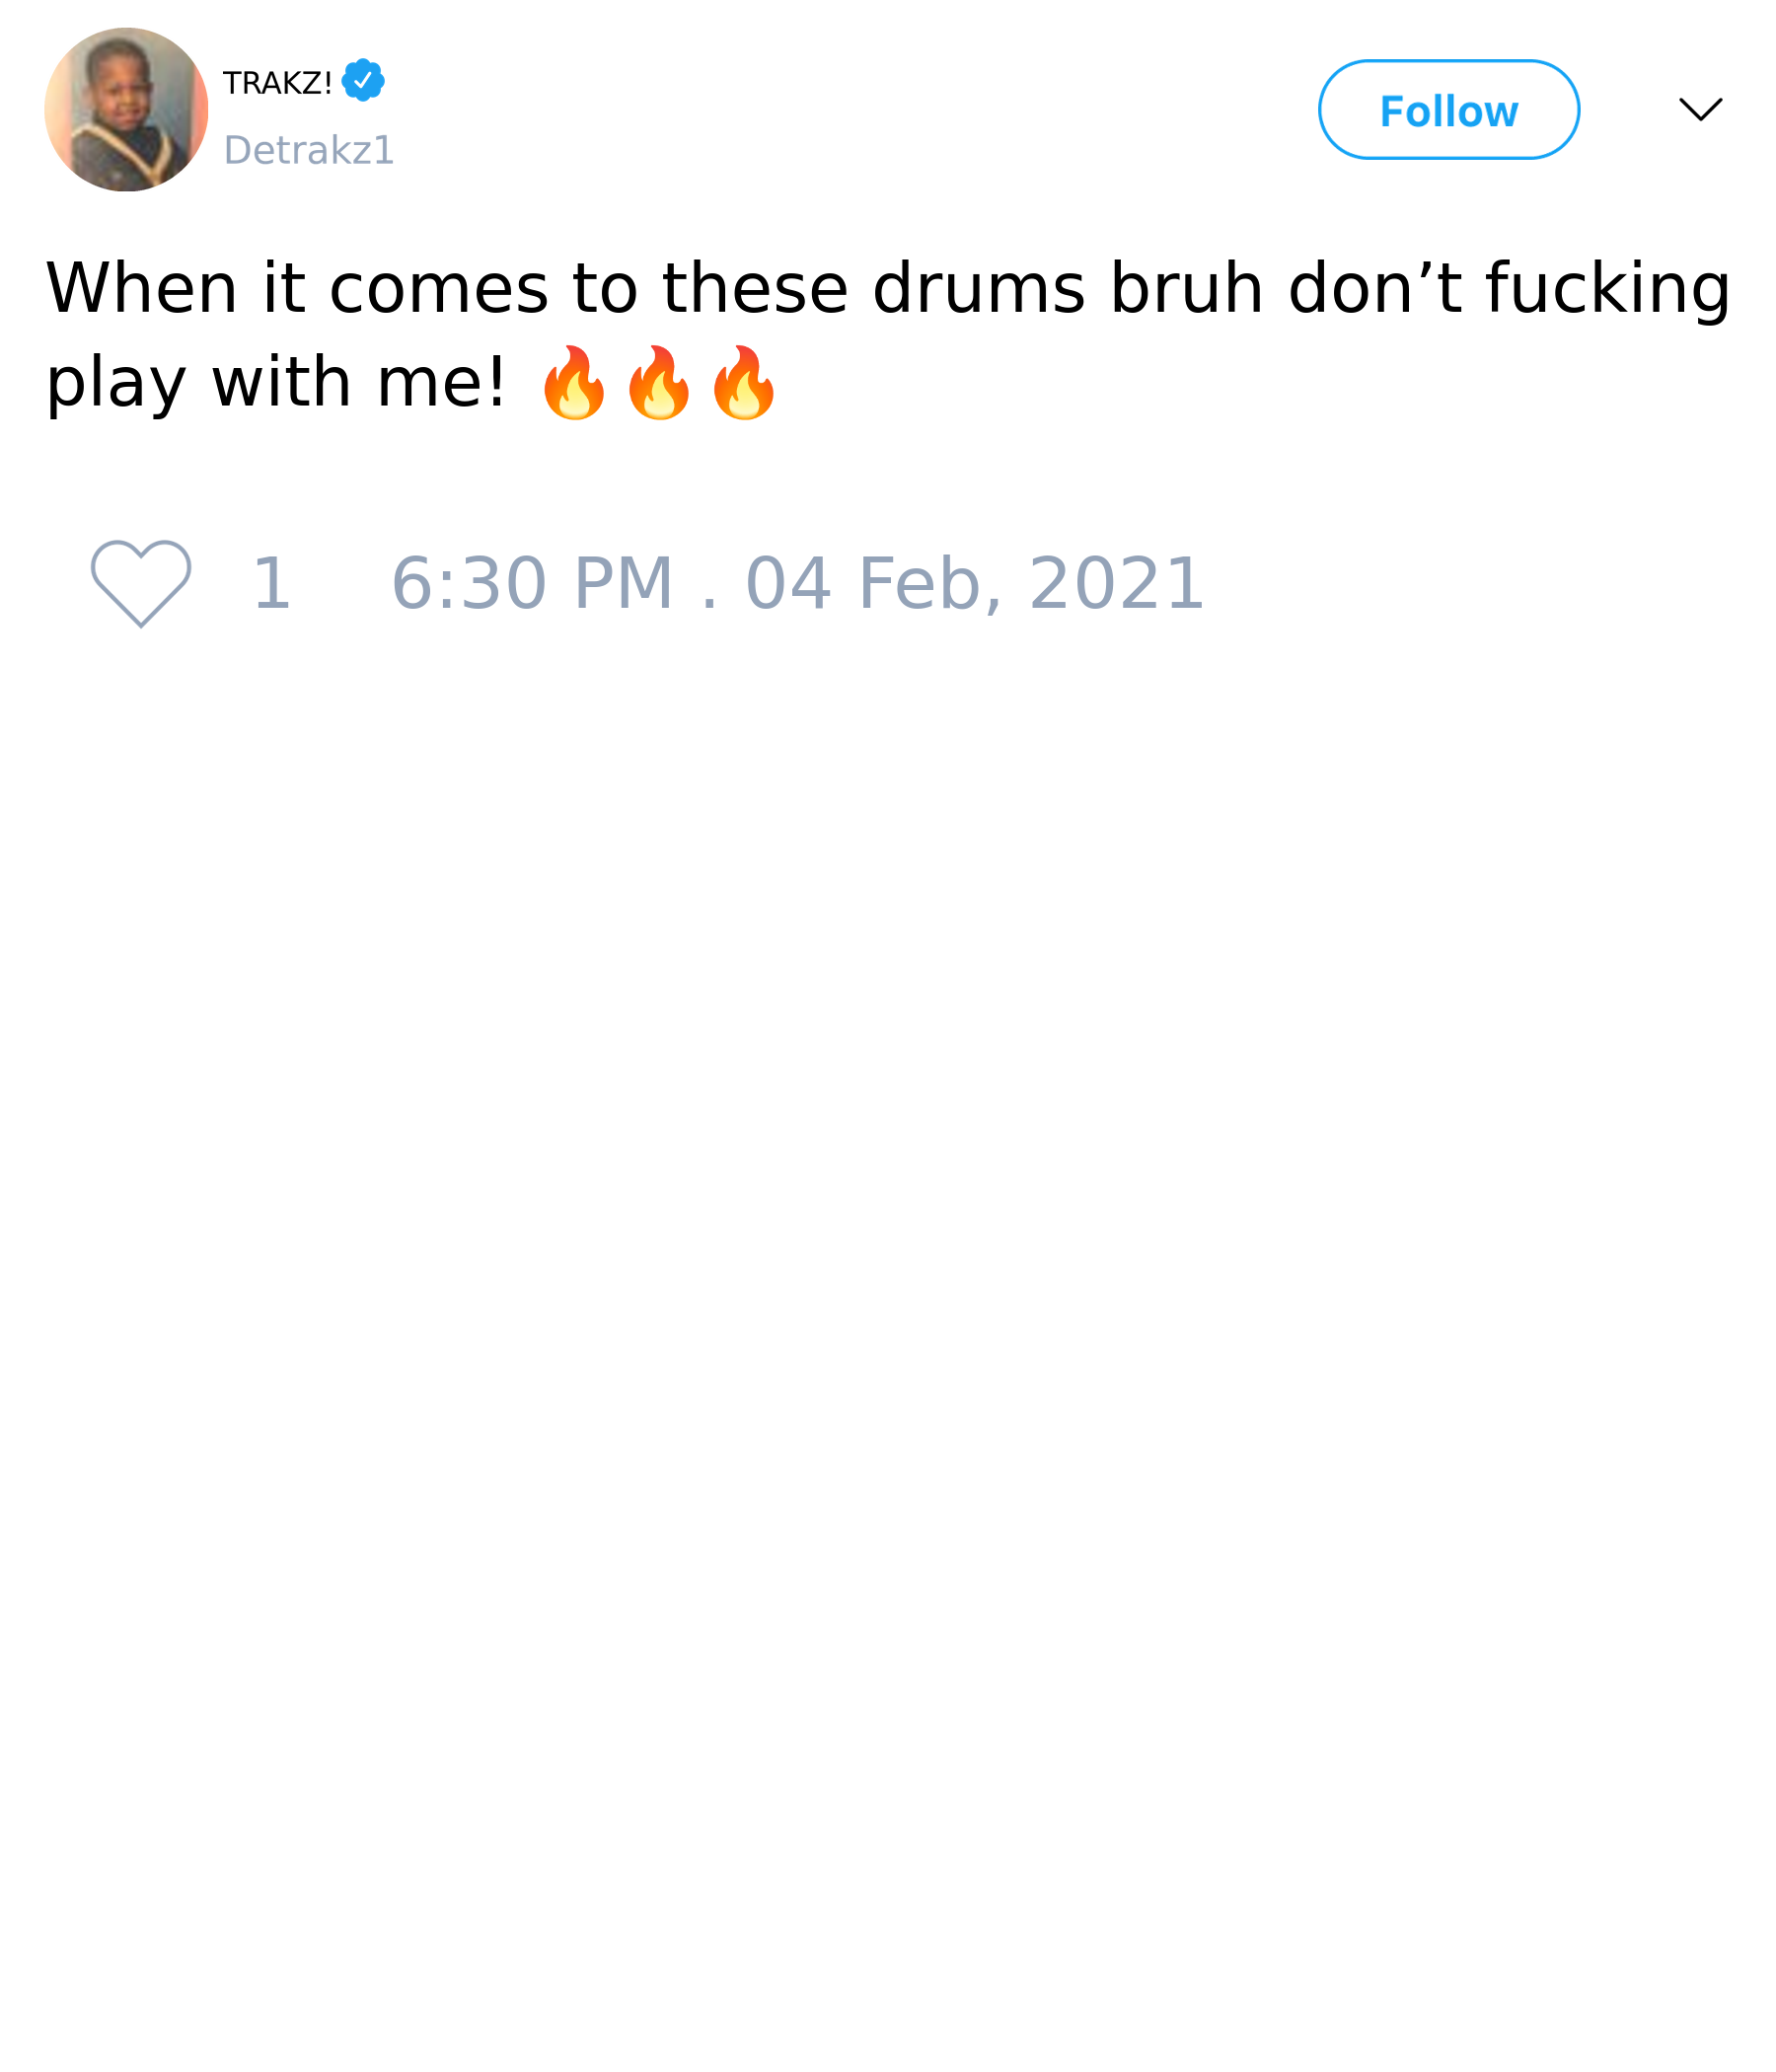 TRAKZ!
Detrakz1
Follow
When it comes to these drums bruh don’t fucking
play with me! 🔥🔥🔥
1 6:30 PM . 04 Feb, 2021